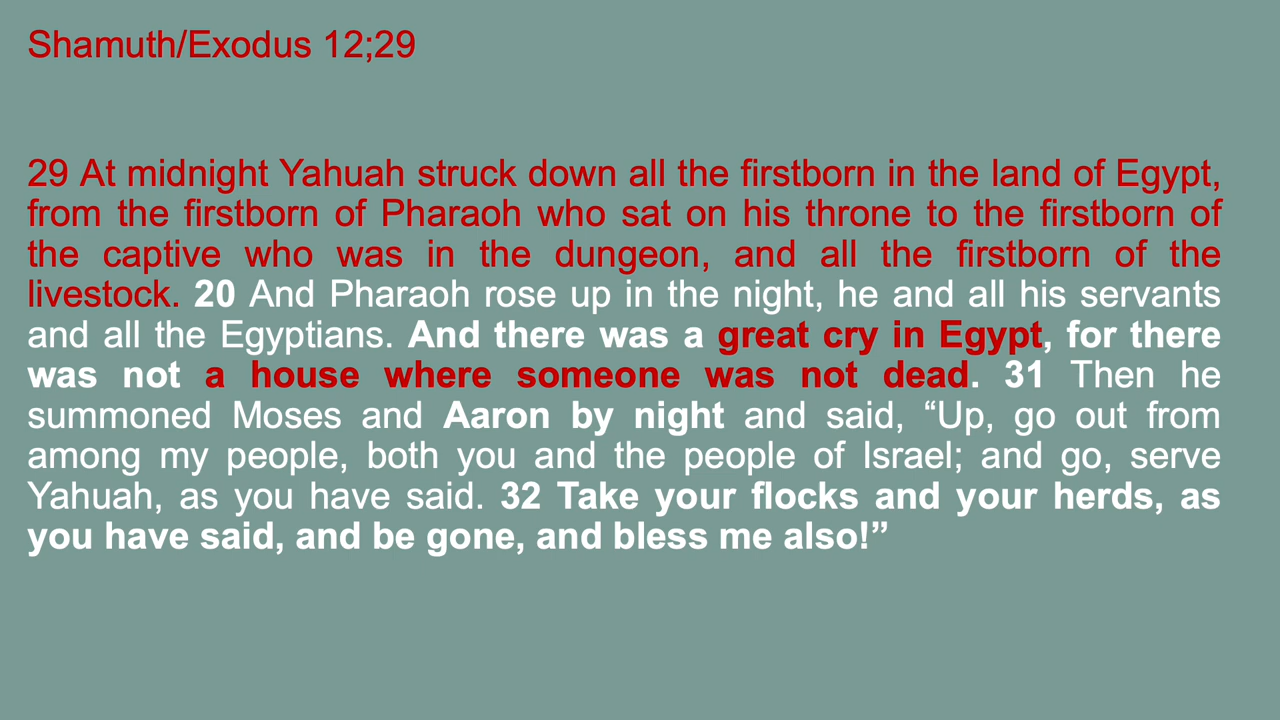 Shamuth/Exodus 12;29
29 At midnight Yahuah struck down all the firstborn in the land of Egypt,
from the firstborn of Pharaoh who sat on his throne to the firstborn of
the captive who was in the dungeon, and all the firstborn of the
livestock. 20 And Pharaoh rose up in the night, he and all his servants
and all the Egyptians. And there was a great cry in Egypt, for there
was not a house where someone was not dead. 31 Then he
summoned Moses and Aaron by night and said, “Up, go out from
among my people, both you and the people of Israel; and go, serve
Yahuah, as you have said. 32 Take your flocks and your herds, as
you have said, and be gone, and bless me also!”